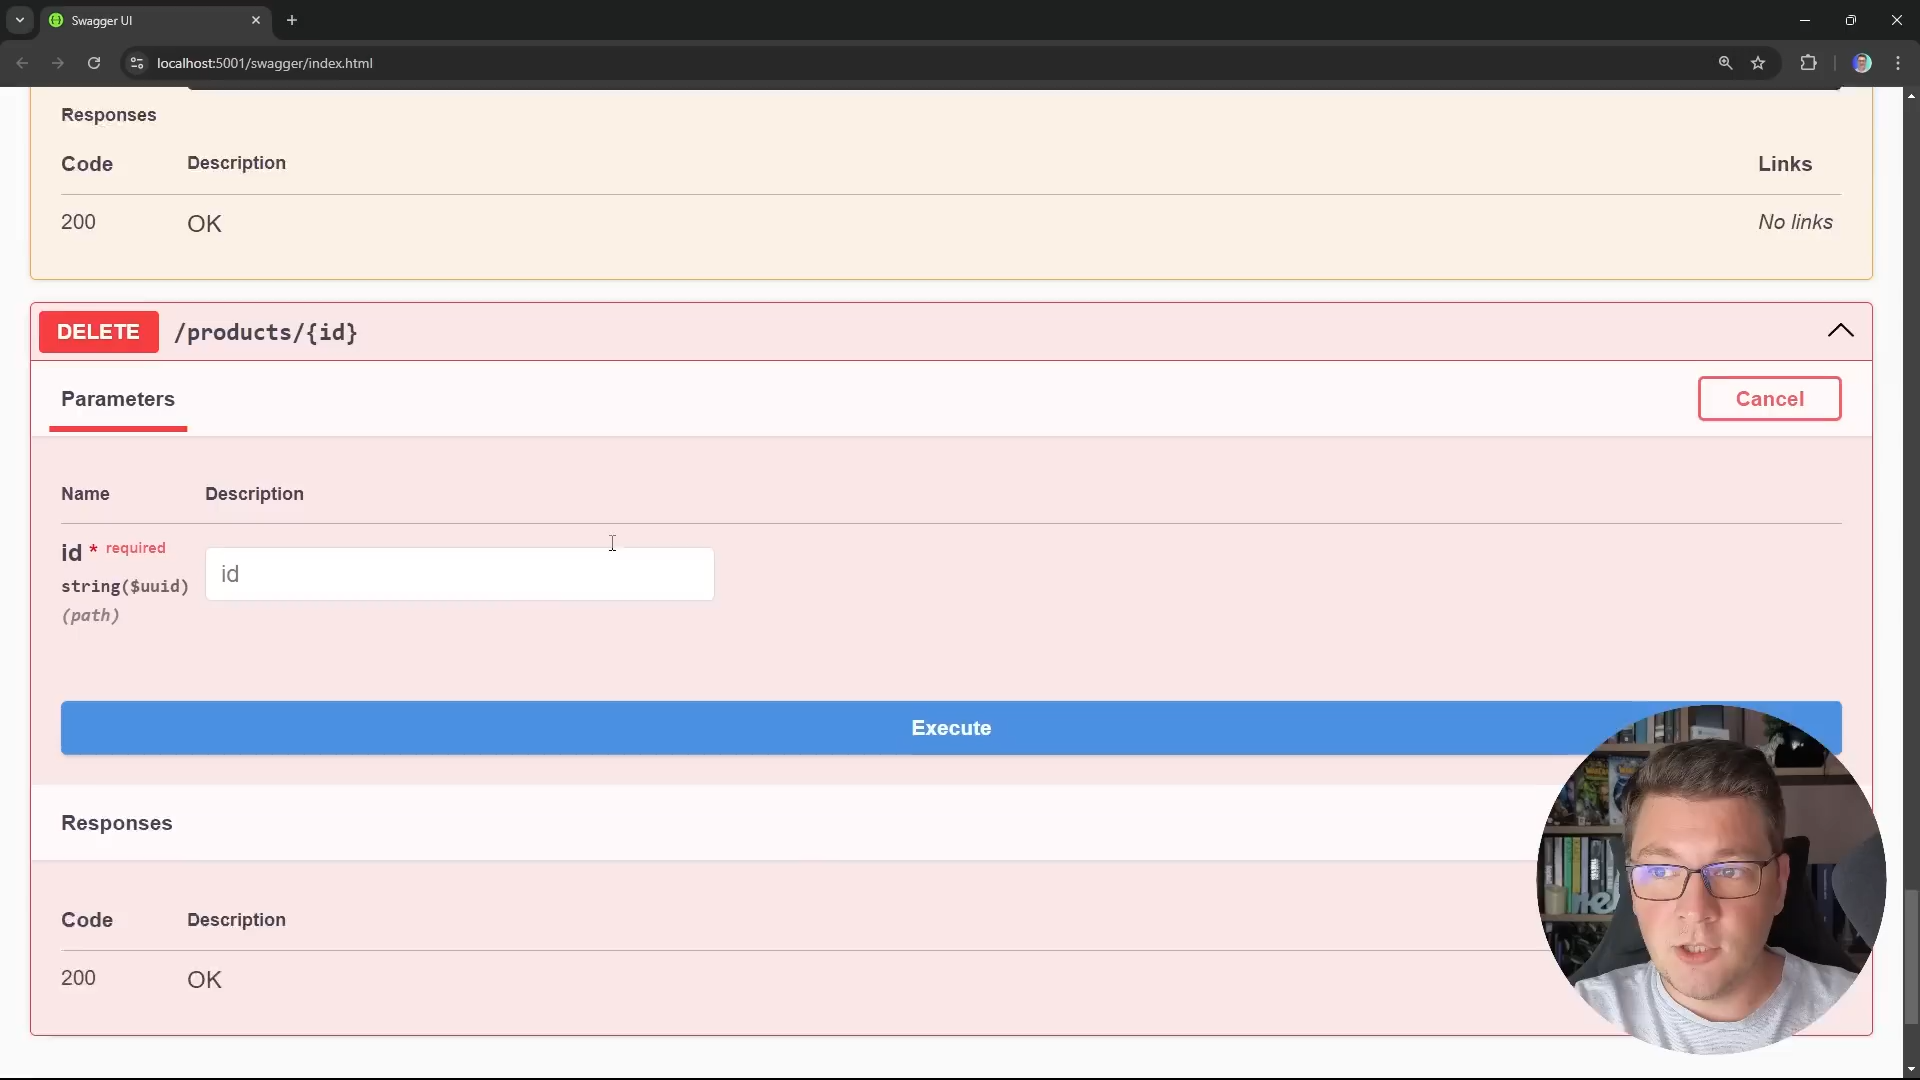 Swagger UI
localhost:5001/swagger/index.html
Responses
Code Description Links
200 OK No links
DELETE /products/{id}
Parameters Cancel
Name Description
id * required
string($uuid)
(path)
id
Execute
Responses
Code Description
200 OK